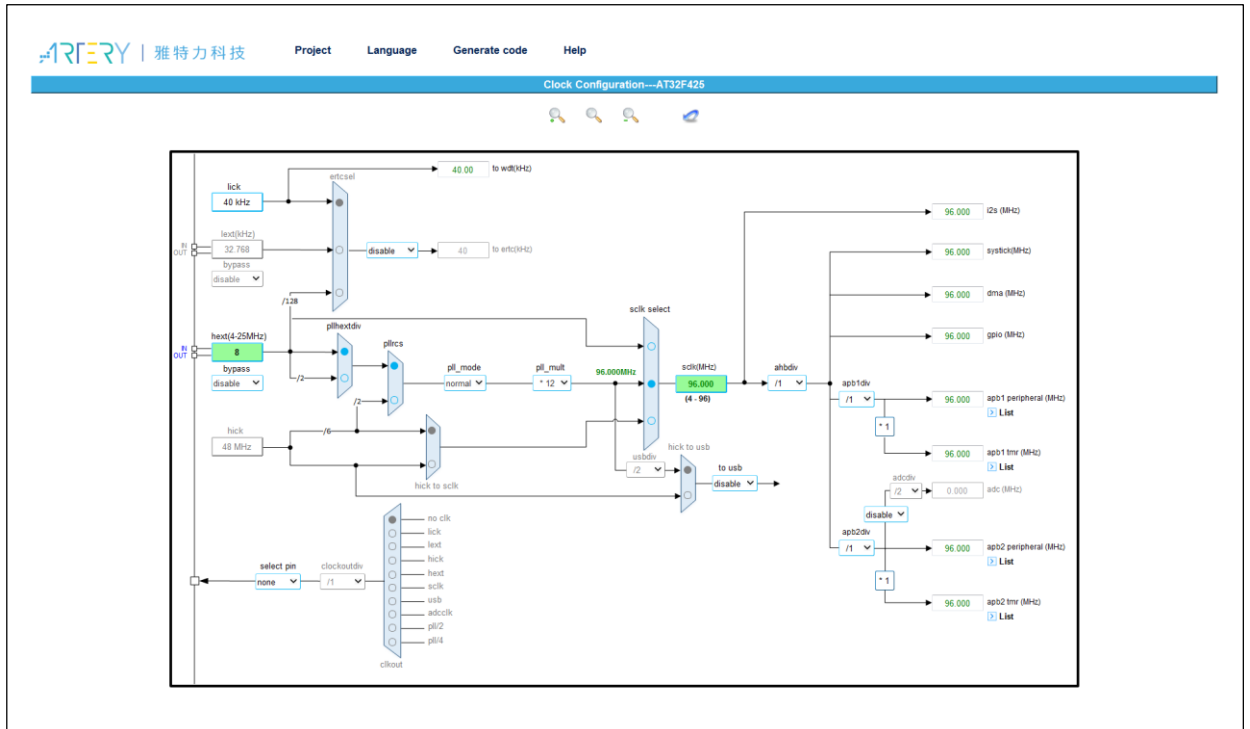 ARTERY | 雅特力科技
Project Language Generate code Help
Clock Configuration---AT32F425
ertcsel
40.00 to wdt(kHz)
lick
40 kHz
lext(kHz)
IN
OUT
32.768
bypass
disable
disable
40 to ertc(kHz)
/128
hext(4-25MHz)
IN
OUT
8
bypass
disable
pllhextdiv
/2
pllrcs
/2
pll_mode
normal
pll_mult
* 12
96.000MHz
sclk select
sclk(MHz)
96.000
(4 - 96)
ahbdiv
/1
96.000 i2s (MHz)
96.000 systick(MHz)
96.000 dma (MHz)
96.000 gpio (MHz)
apb1div
/1
96.000 apb1 peripheral (MHz)
List
* 1
96.000 apb1 tmr (MHz)
List
hick
48 MHz
/6
hick to sclk
usbdiv
/2
hick to usb
to usb
disable
adcdiv
/2
0.000 adc (MHz)
disable
apb2div
/1
96.000 apb2 peripheral (MHz)
List
* 1
96.000 apb2 tmr (MHz)
List
select pin
none
clockoutdiv
/1
no clk
lick
lext
hick
hext
sclk
usb
adcclk
pll/2
pll/4
clkout